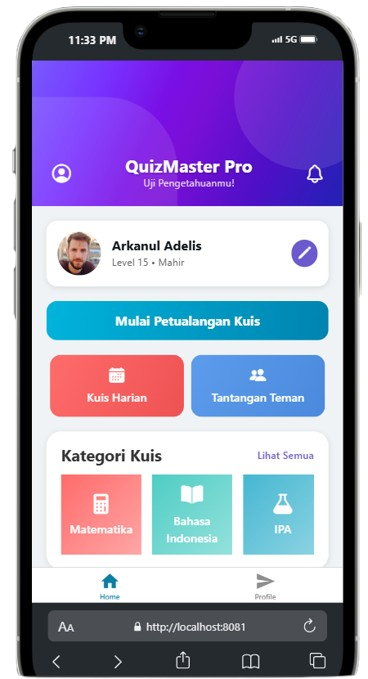 11:33 PM
5G
QuizMaster Pro
Uji Pengetahuanmu!
Arkanul Adelis
Level 15 • Mahir
Mulai Petualangan Kuis
Kuis Harian
Tantangan Teman
Kategori Kuis
Lihat Semua
Matematika
Bahasa
Indonesia
IPA
Home
Profile
AA
http://localhost:8081